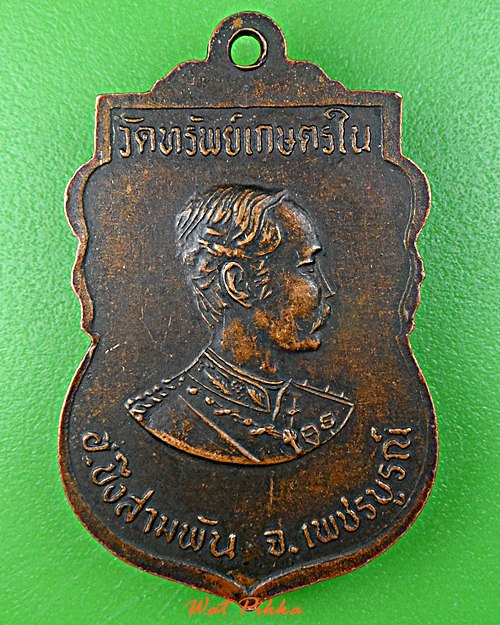 วัดทรัพย์เกษตรใน
อ.บึงสามพัน จ.เพชรบูรณ์
Wat Pikka